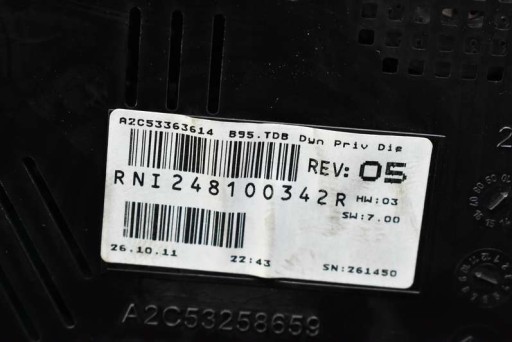 A2C53363614 B95.TDB Dwn Priv Die
REV: 05
RNI248100342R HW:03
SW:7.00
26.10.11 22:43 SN:261450
A2C53258659